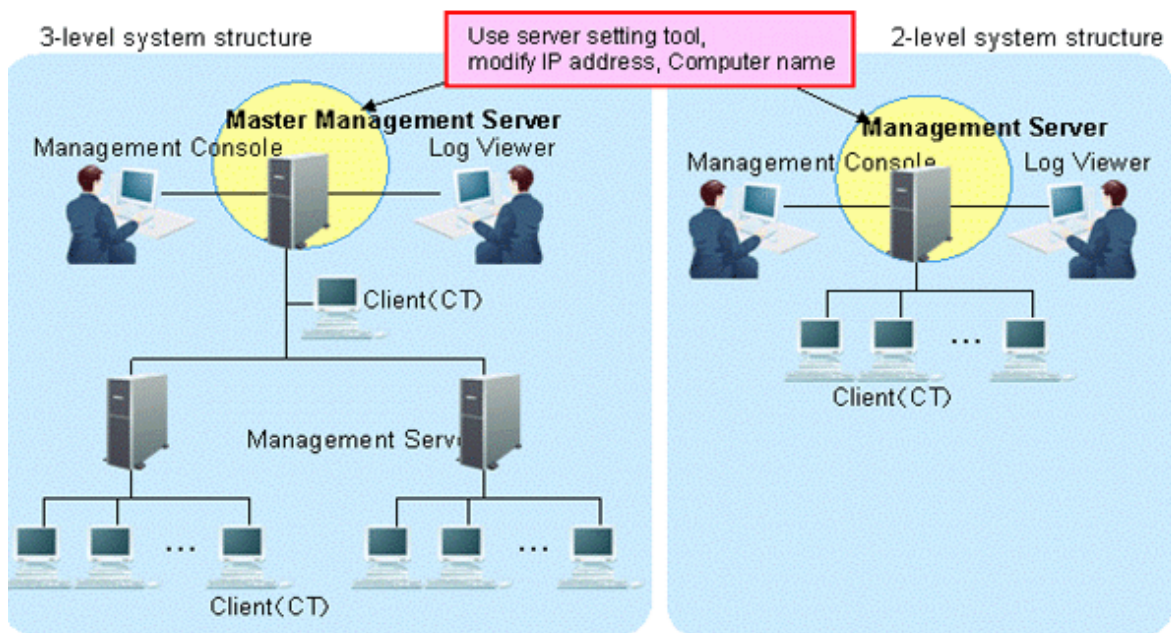 3-level system structure
Use server setting tool,
modify IP address, Computer name
2-level system structure
Master Management Server
Management Console
Log Viewer
Client(CT)
Management Serve
Client(CT)
Management Server
Management Console
Log Viewer
...
Client(CT)
...
...